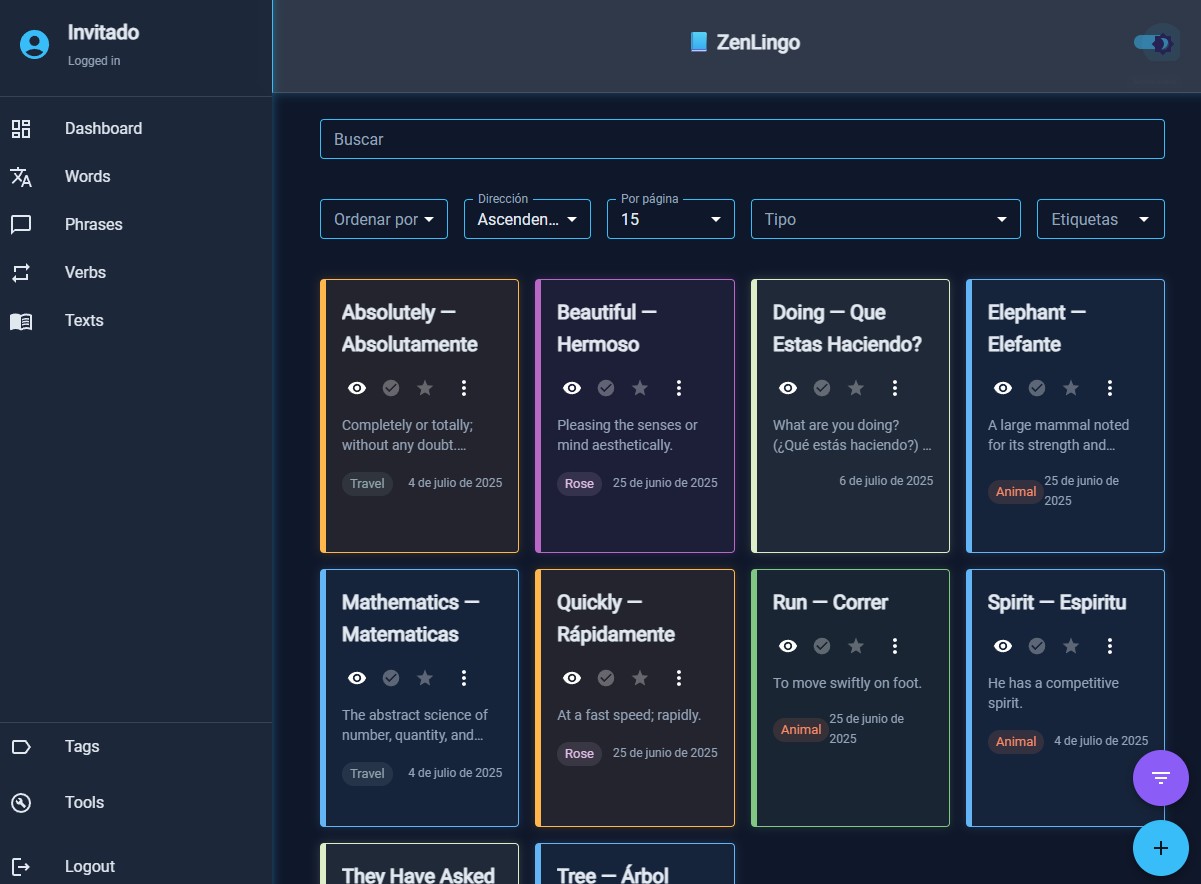 Invitado
Logged in
ZenLingo
Dashboard
Words
Phrases
Verbs
Texts
Tags
Tools
Logout
Buscar
Ordenar por
Dirección
Ascenden...
Por página
15
Tipo
Etiquetas
Absolutely —
Absolutamente
Completely or totally;
without any doubt....
Travel
4 de julio de 2025
Beautiful —
Hermoso
Pleasing the senses or
mind aesthetically.
Rose
25 de junio de 2025
Doing — Que
Estas Haciendo?
What are you doing?
(¿Qué estás haciendo?) ...
6 de julio de 2025
Elephant —
Elefante
A large mammal noted
for its strength and...
Animal
25 de junio de
2025
Mathematics —
Matematicas
The abstract science of
number, quantity, and...
Travel
4 de julio de 2025
Quickly —
Rápidamente
At a fast speed; rapidly.
Rose
25 de junio de 2025
Run — Correr
To move swiftly on foot.
Animal
25 de junio de
2025
Spirit — Espiritu
He has a competitive
spirit.
Animal
4 de julio de 2025
They Have Asked
Tree — Árbol